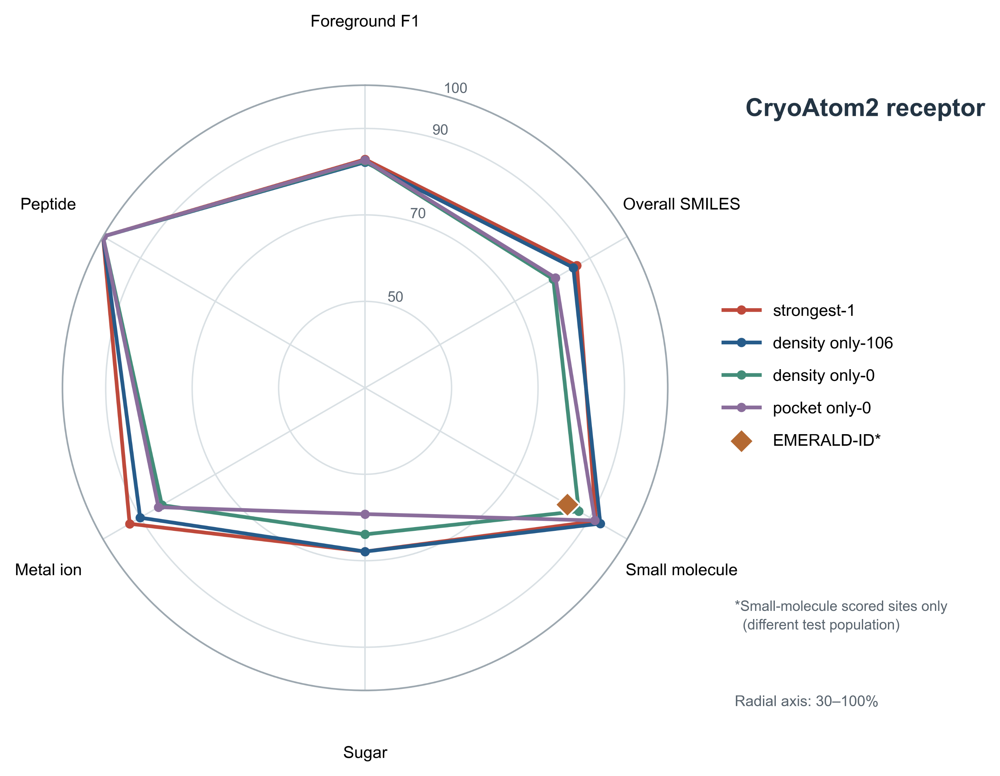 Foreground F1
100
CryoAtom2 receptor
90
Peptide
Overall SMILES
70
50
strongest-1
density only-106
density only-0
pocket only-0
EMERALD-ID*
Metal ion
Small molecule
*Small-molecule scored sites only
(different test population)
Radial axis: 30–100%
Sugar